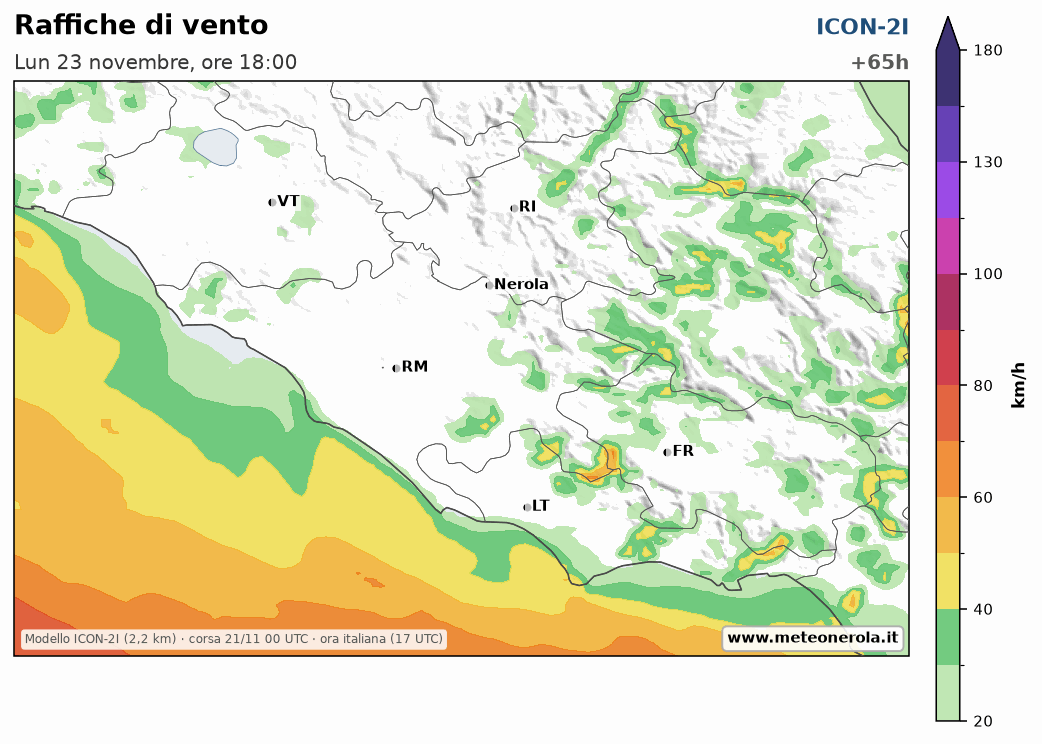 Raffiche di vento
ICON-2I
Lun 23 novembre, ore 18:00
+65h
180
130
100
80
60
40
20
km/h
VT
RI
Nerola
RM
FR
LT
Modello ICON-2I (2,2 km) · corsa 21/11 00 UTC · ora italiana (17 UTC)
www.meteonerola.it